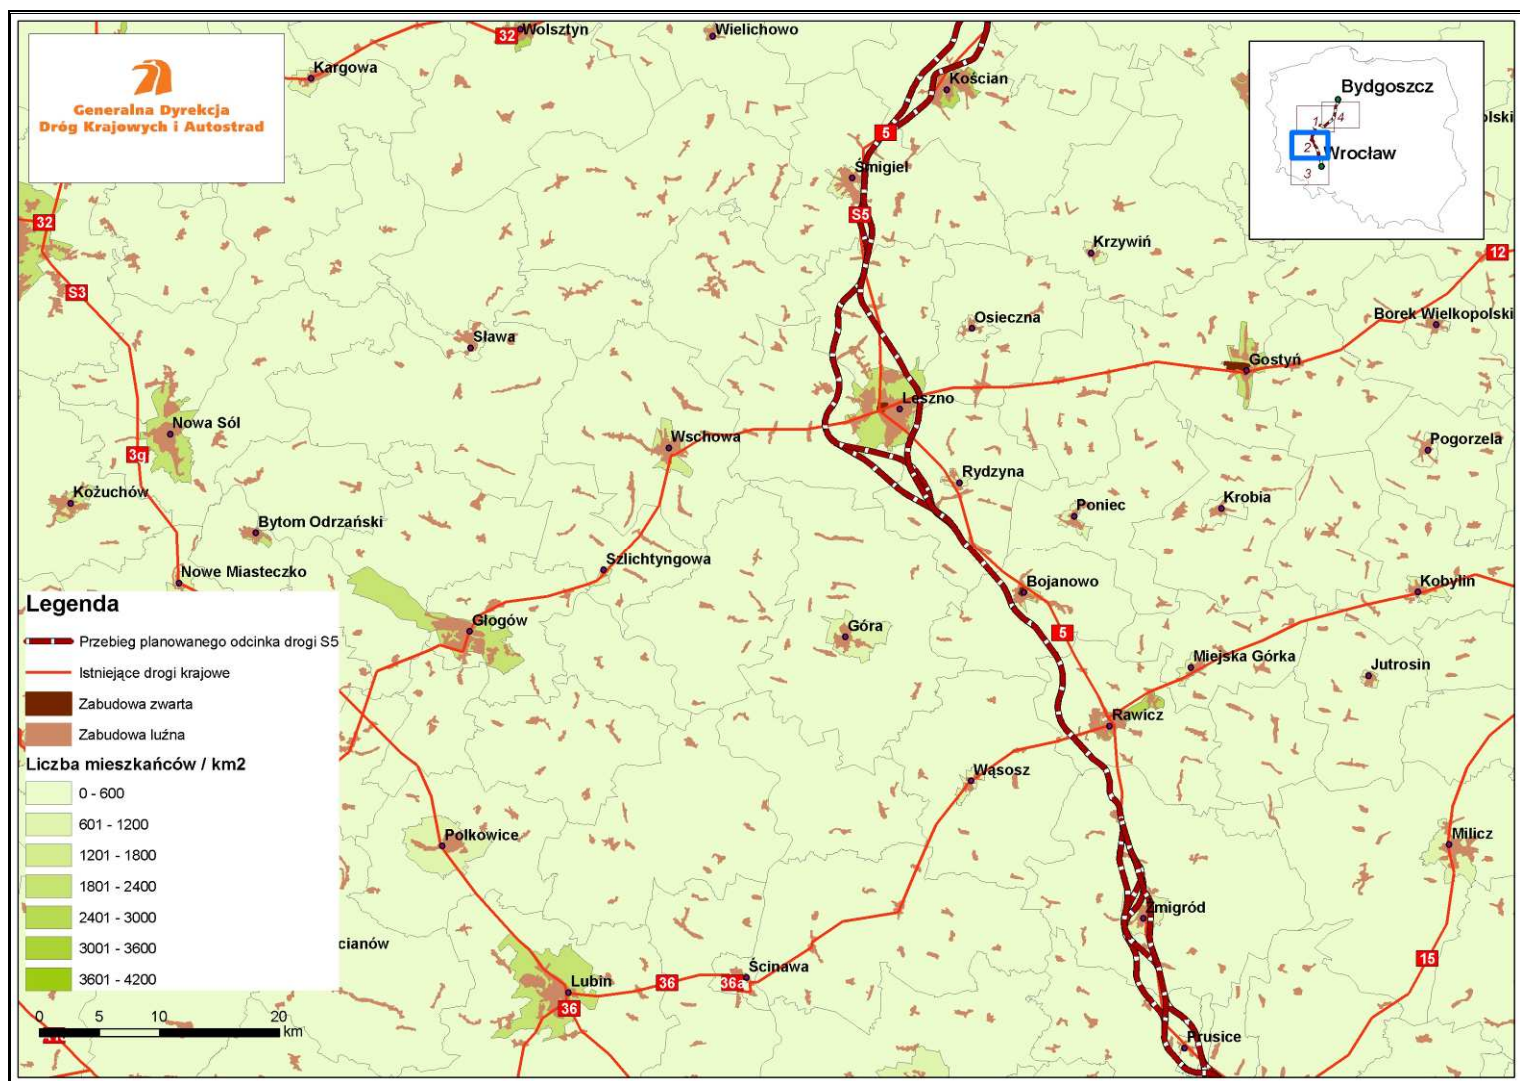 32
Wolsztyn
Wielichowo
Kargowa
Kościan
Generalna Dyrekcja
Dróg Krajowych i Autostrad
Bydgoszcz
1
4
2
Wrocław
3
olski
5
Śmigiel
32
S5
Krzywiń
12
S3
Osieczna
Borek Wielkopolski
Sława
Gostyń
Leszno
Nowa Sól
Wschowa
Pogorzela
3g
Rydzyna
Kożuchów
Krobia
Poniec
Bytom Odrzański
Szlichtyngowa
Nowe Miasteczko
Bojanowo
Kobylin
Głogów
Góra
5
Miejska Górka
Jutrosin
Rawicz
Wąsosz
Polkowice
Milicz
Żmigród
cianów
15
Ścinawa
Lubin
36
36a
36
Prusice
Legenda
Przebieg planowanego odcinka drogi S5
Istniejące drogi krajowe
Zabudowa zwarta
Zabudowa luźna
Liczba mieszkańców / km2
0 - 600
601 - 1200
1201 - 1800
1801 - 2400
2401 - 3000
3001 - 3600
3601 - 4200
0 5 10 20
km